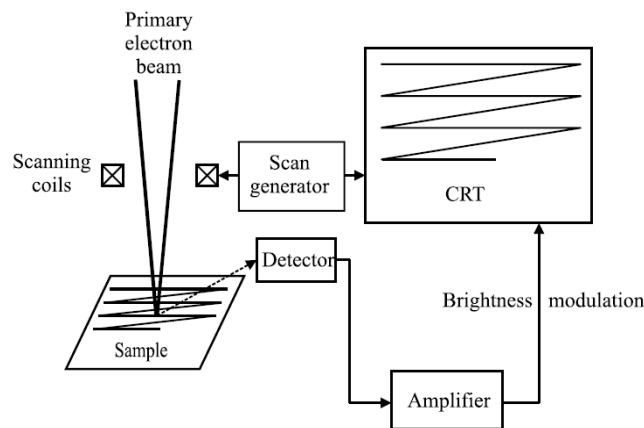 Primary
electron
beam
Scanning
coils
Scan
generator
CRT
Detector
Sample
Brightness modulation
Amplifier